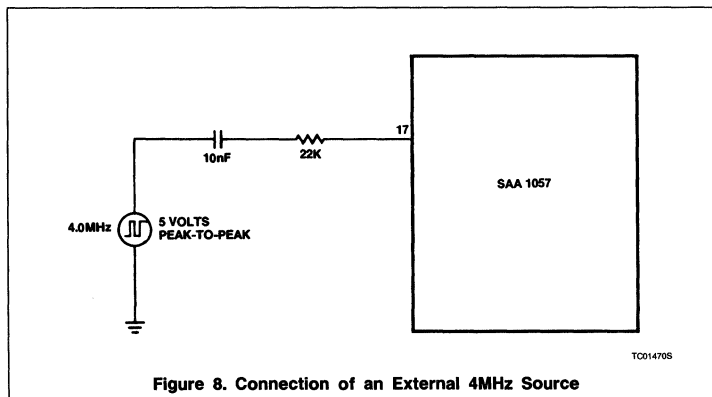 17
10nF
22K
SAA 1057
4.0MHz
5 VOLTS
PEAK-TO-PEAK
TC01470S
Figure 8. Connection of an External 4MHz Source